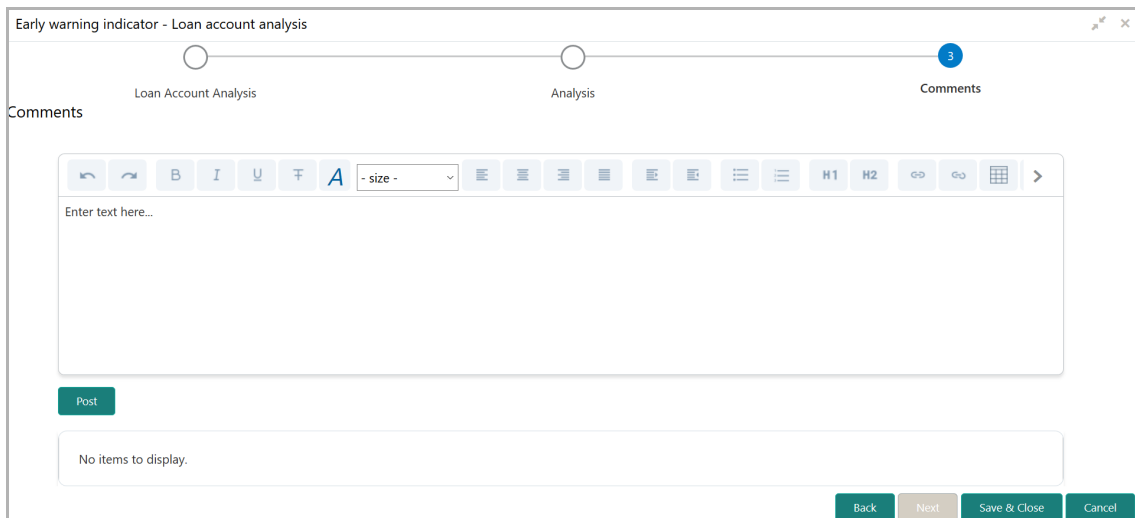 Early warning indicator - Loan account analysis
3
Loan Account Analysis
Analysis
Comments
Comments
B I U T A - size - H1 H2
Enter text here...
Post
No items to display.
Back Next Save & Close Cancel